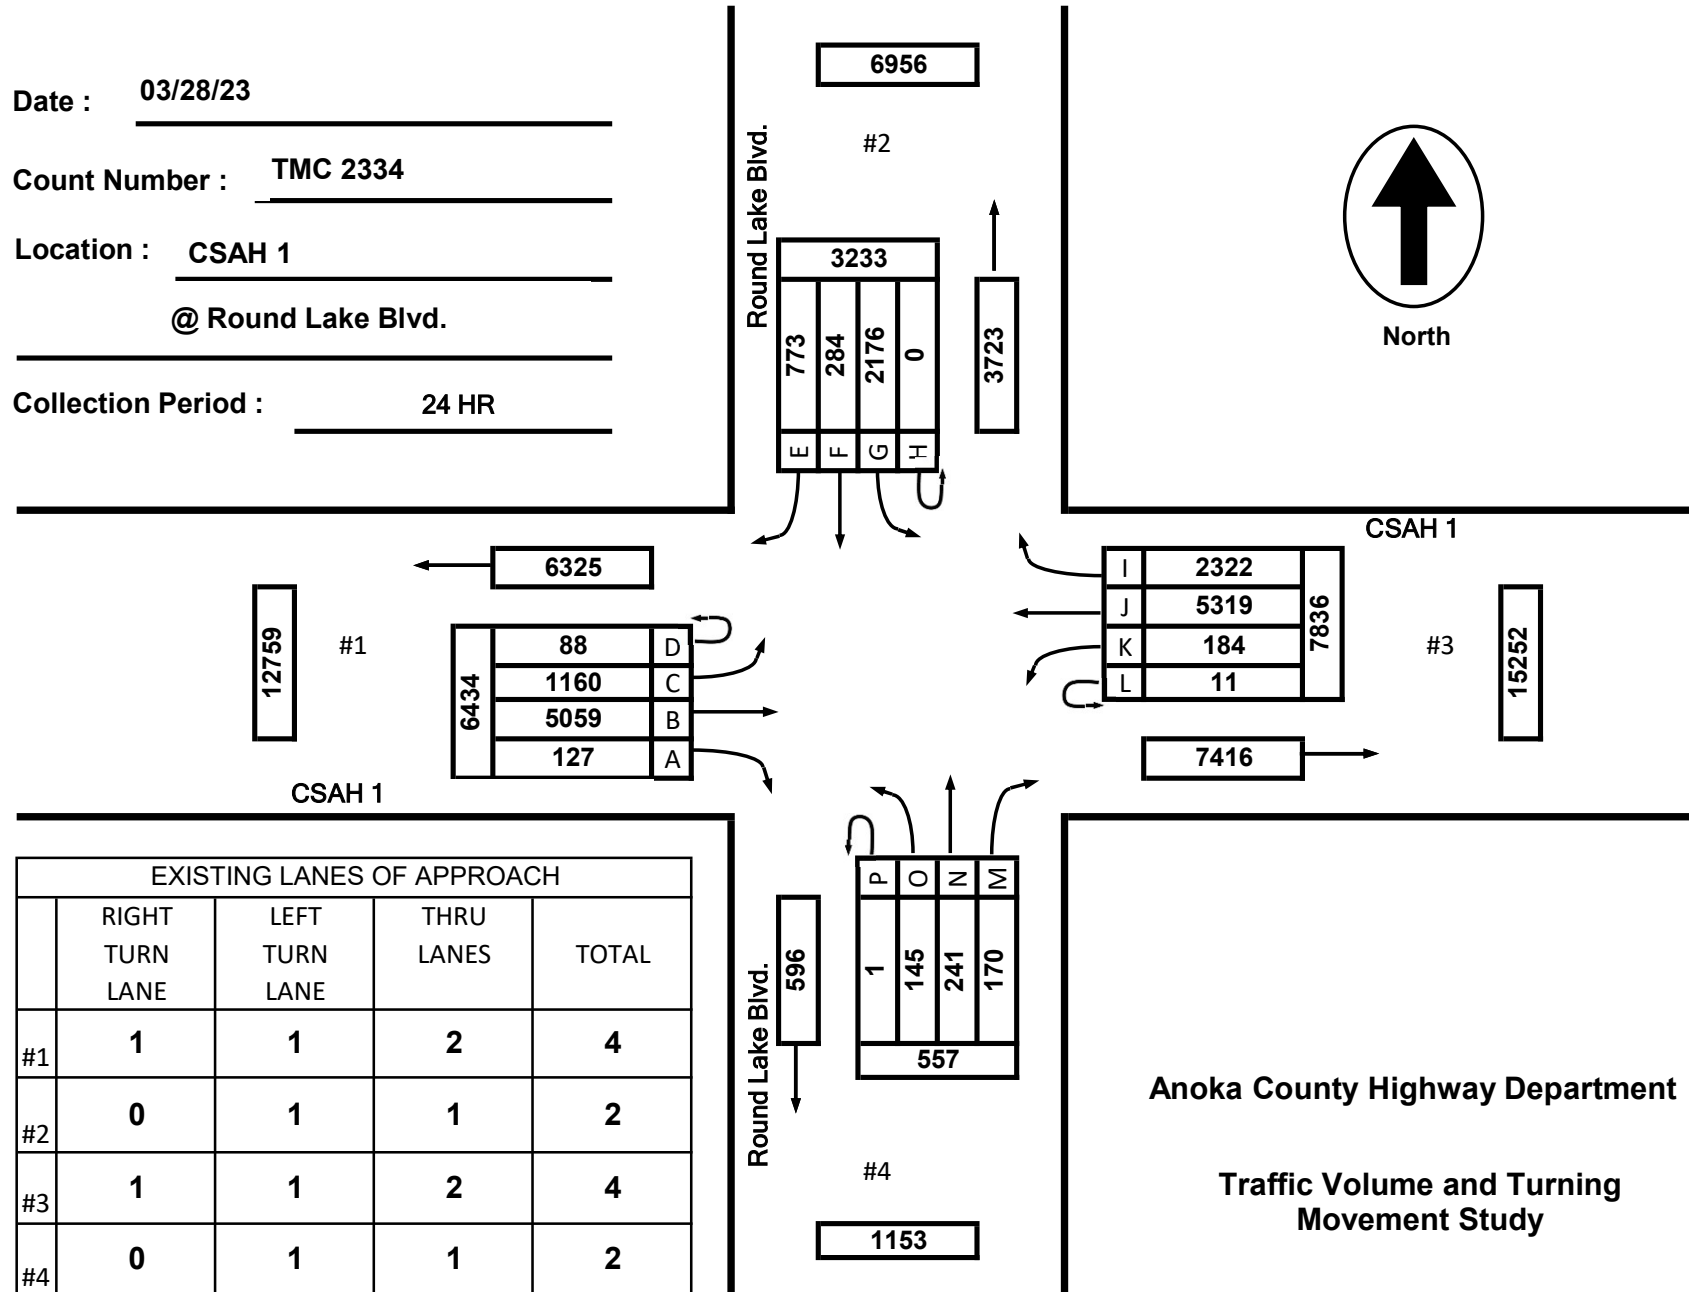 Date : 03/28/23
Count Number : TMC 2334
Location : CSAH 1
@ Round Lake Blvd.
Collection Period : 24 HR
6956
#2
Round Lake Blvd.
3233
773 284 2176 0
E F G H
3723
North
CSAH 1
6325
12759
#1
6434
88 D
1160 C
5059 B
127 A
CSAH 1
I 2322
J 5319
K 184
L 11
7836
#3
15252
7416
P O N M
1 145 241 170
557
596
Round Lake Blvd.
#4
1153
EXISTING LANES OF APPROACH
RIGHT LEFT THRU
TURN TURN LANES TOTAL
LANE LANE
#1 1 1 2 4
#2 0 1 1 2
#3 1 1 2 4
#4 0 1 1 2
Anoka County Highway Department
Traffic Volume and Turning
Movement Study